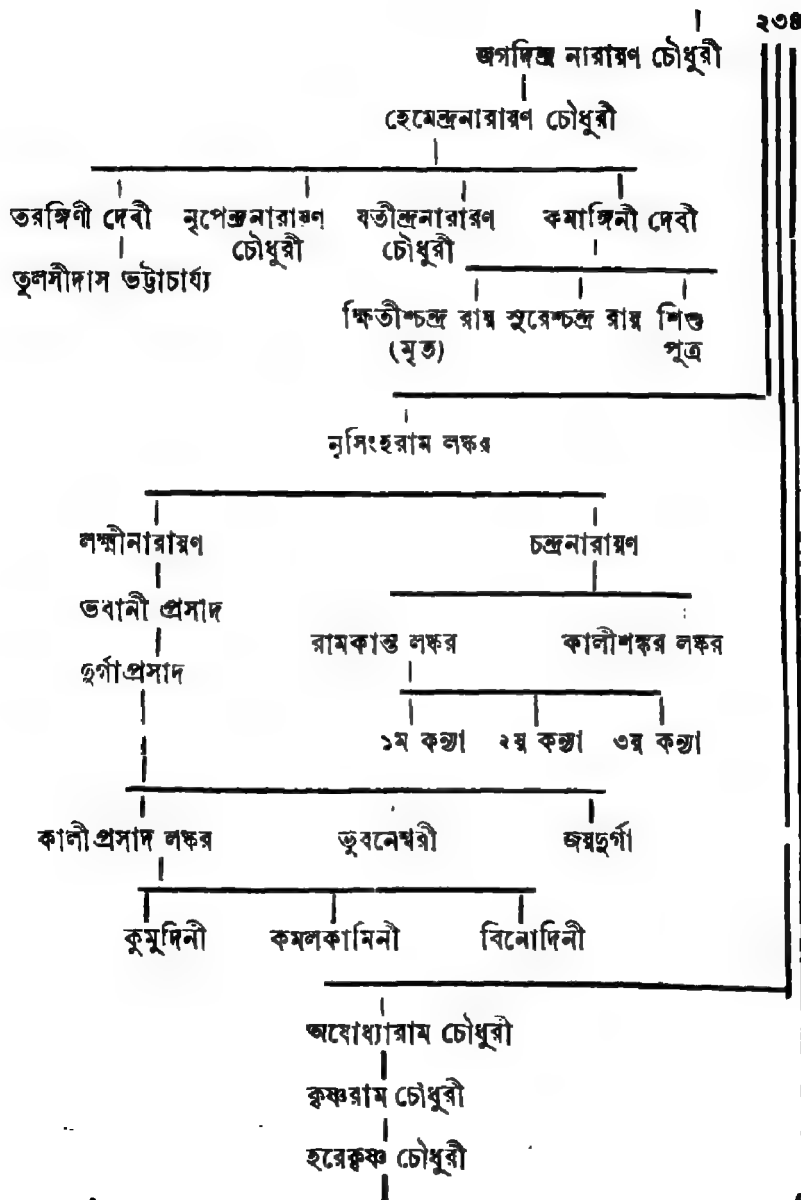 ২৩৪
জগদিন্দ্র নারায়ণ চৌধুরী
হেমেন্দ্রনারায়ণ চৌধুরী
তরঙ্গিণী দেবী নৃপেন্দ্রনারায়ণ যতীন্দ্রনারায়ণ কমাঙ্গিনী দেবী
চৌধুরী চৌধুরী
তুলসীদাস ভট্টাচার্য্য
ক্ষিতীশ্চন্দ্র রায় সুরেশ্চন্দ্র রায় শিশু
(মৃত) পুত্র
নৃসিংহরাম লস্কর
লক্ষ্মীনারায়ণ চন্দ্রনারায়ণ
ভবানী প্রসাদ
রামকান্ত লস্কর কালীশঙ্কর লস্কর
দুর্গাপ্রসাদ
১ম কন্যা ২য় কন্যা ৩য় কন্যা
কালীপ্রসাদ লস্কর ভুবনেশ্বরী জয়দুর্গা
কুমুদিনী কমলকামিনী বিনোদিনী
অযোধ্যারাম চৌধুরী
কৃষ্ণরাম চৌধুরী
হরেকৃষ্ণ চৌধুরী